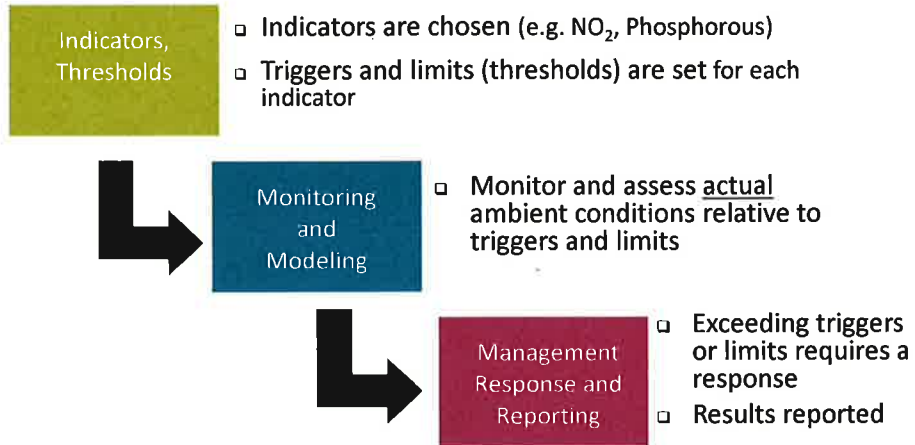 Indicators,
Thresholds
❑ Indicators are chosen (e.g. NO₂, Phosphorous)
❑ Triggers and limits (thresholds) are set for each
indicator
Monitoring
and
Modeling
❑ Monitor and assess actual
ambient conditions relative to
triggers and limits
Management
Response and
Reporting
❑ Exceeding triggers
or limits requires a
response
❑ Results reported